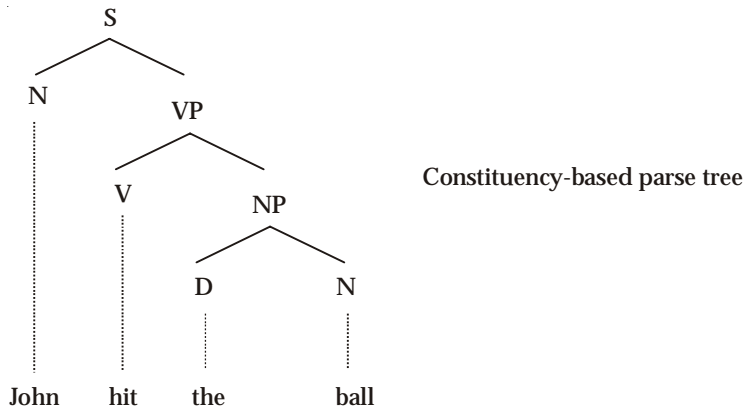 S
N
VP
Constituency-based parse tree
V
NP
D N
John hit the ball